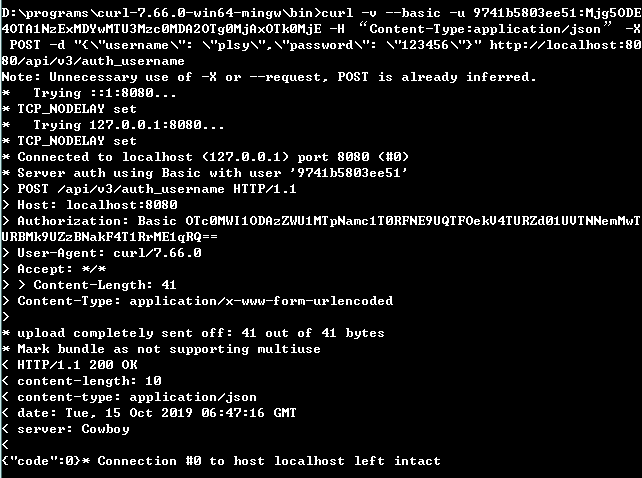 D:\programs\curl-7.66.0-win64-mingw\bin>curl -v --basic -u 9741b5803ee51:Mjg5ODE
4OTA1NzExMDYwMTU3Mzc0MDA2OTg0MjAxOTk0MjE -H “Content-Type:application/json” -X
 POST -d "{\"username\": \"plsy\",\"password\": \"123456\"}" http://localhost:80
80/api/v3/auth_username
Note: Unnecessary use of -X or --request, POST is already inferred.
*   Trying ::1:8080...
* TCP_NODELAY set
*   Trying 127.0.0.1:8080...
* TCP_NODELAY set
* Connected to localhost (127.0.0.1) port 8080 (#0)
* Server auth using Basic with user '9741b5803ee51'
> POST /api/v3/auth_username HTTP/1.1
> Host: localhost:8080
> Authorization: Basic OTc0MWI1ODAzZWU1MTpNamc1T0RFNE9UQTFOekV4TURZd01UUTNNemMwT
URBMk9UZzBNakF4T1RrME1qRQ==
> User-Agent: curl/7.66.0
> Accept: */*
> > Content-Length: 41
> Content-Type: application/x-www-form-urlencoded
>
* upload completely sent off: 41 out of 41 bytes
* Mark bundle as not supporting multiuse
< HTTP/1.1 200 OK
< content-length: 10
< content-type: application/json
< date: Tue, 15 Oct 2019 06:47:16 GMT
< server: Cowboy
<
{"code":0}* Connection #0 to host localhost left intact